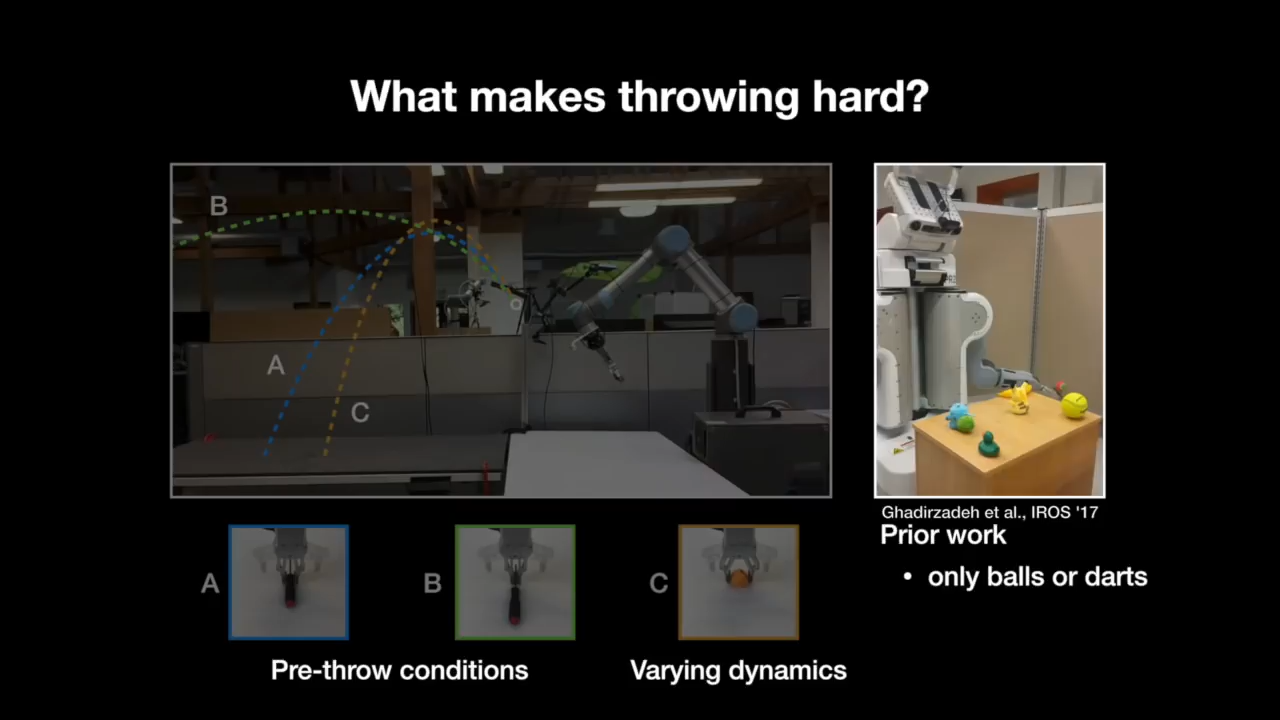 What makes throwing hard?
B
A
C
Ghadirzadeh et al., IROS '17
Prior work
• only balls or darts
A
B
C
Pre-throw conditions
Varying dynamics